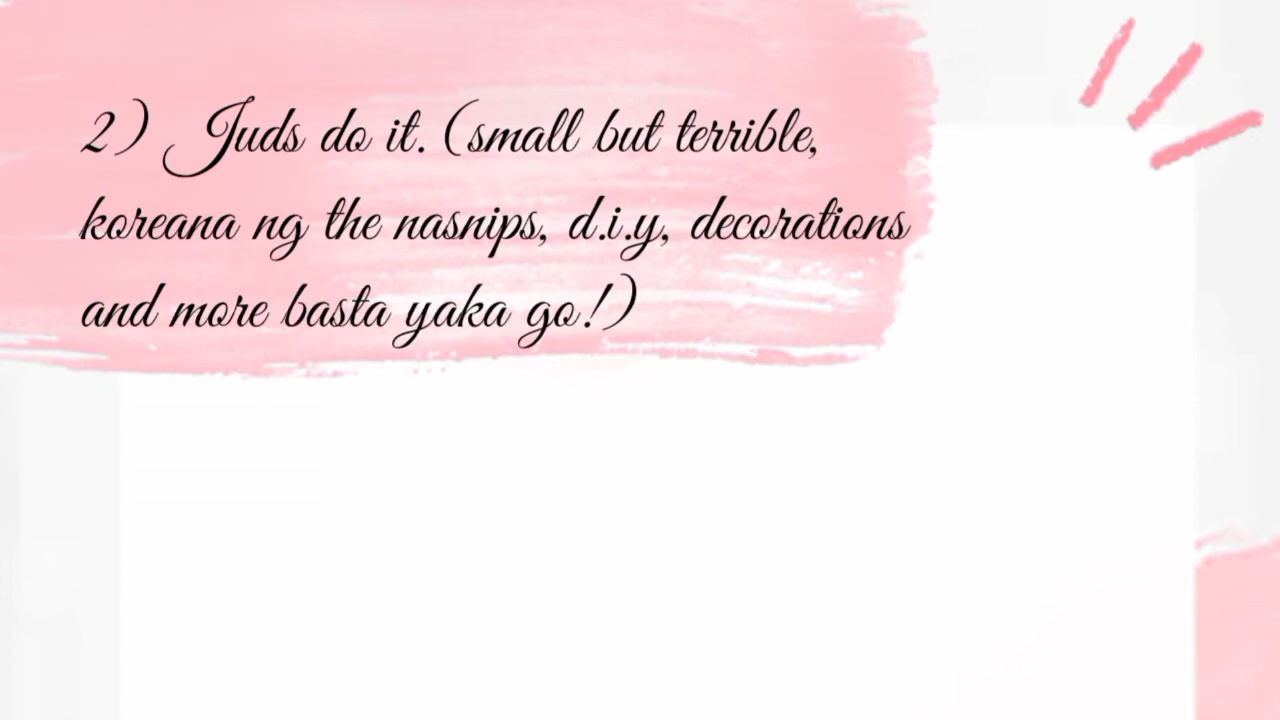 2) Juds do it. (small but terrible,
koreana ng the nasnips, d.i.y, decorations
and more basta yaka go!)